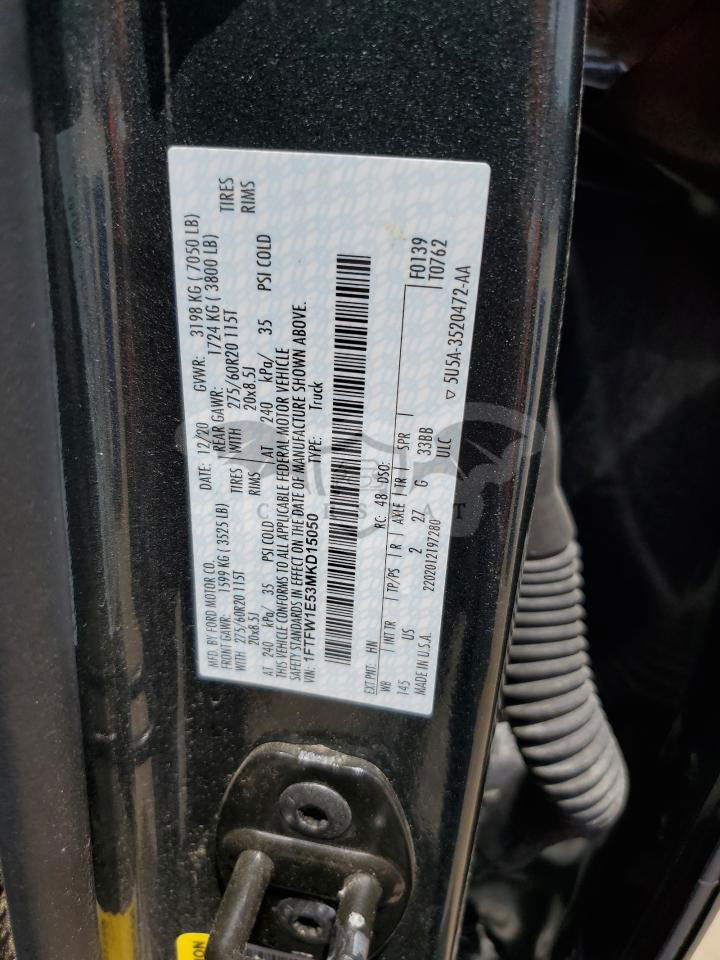 MFD. BY FORD MOTOR CO.
DATE: 12/20 GVWR: 3198 KG ( 7050 LB)
FRONT GAWR: 1599 KG ( 3525 LB) REAR GAWR: 1724 KG ( 3800 LB)
WITH 275/60R20 115T TIRES WITH 275/60R20 115T TIRES
20x8.5J RIMS 20x8.5J RIMS
AT 240 kPa/ 35 PSI COLD AT 240 kPa/ 35 PSI COLD
THIS VEHICLE CONFORMS TO ALL APPLICABLE FEDERAL MOTOR VEHICLE
SAFETY STANDARDS IN EFFECT ON THE DATE OF MANUFACTURE SHOWN ABOVE.
VIN: 1FTFW1E53MKD15050 TYPE: Truck
EXT PNT: HN RC: 48 DSO: F0139
WB INT TR TP/PS R AXLE TR SPR T0762
145 US 2 27 G 33BB
MADE IN U.S.A. 2202012197280 ULC ▽ 5U5A-3520472-AA
ION